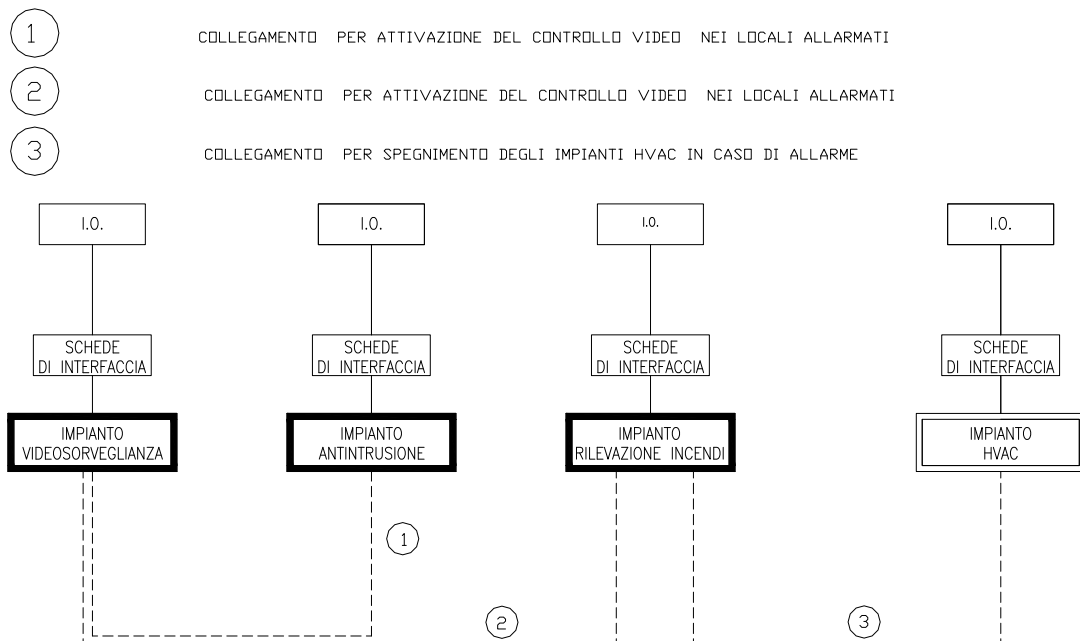 1 COLLEGAMENTO PER ATTIVAZIONE DEL CONTROLLO VIDEO NEI LOCALI ALLARMATI
2 COLLEGAMENTO PER ATTIVAZIONE DEL CONTROLLO VIDEO NEI LOCALI ALLARMATI
3 COLLEGAMENTO PER SPEGNIMENTO DEGLI IMPIANTI HVAC IN CASO DI ALLARME
I.O.
I.O.
I.O.
I.O.
SCHEDE
DI INTERFACCIA
SCHEDE
DI INTERFACCIA
SCHEDE
DI INTERFACCIA
SCHEDE
DI INTERFACCIA
IMPIANTO
VIDEOSORVEGLIANZA
IMPIANTO
ANTINTRUSIONE
IMPIANTO
RILEVAZIONE INCENDI
IMPIANTO
HVAC
1
2
3